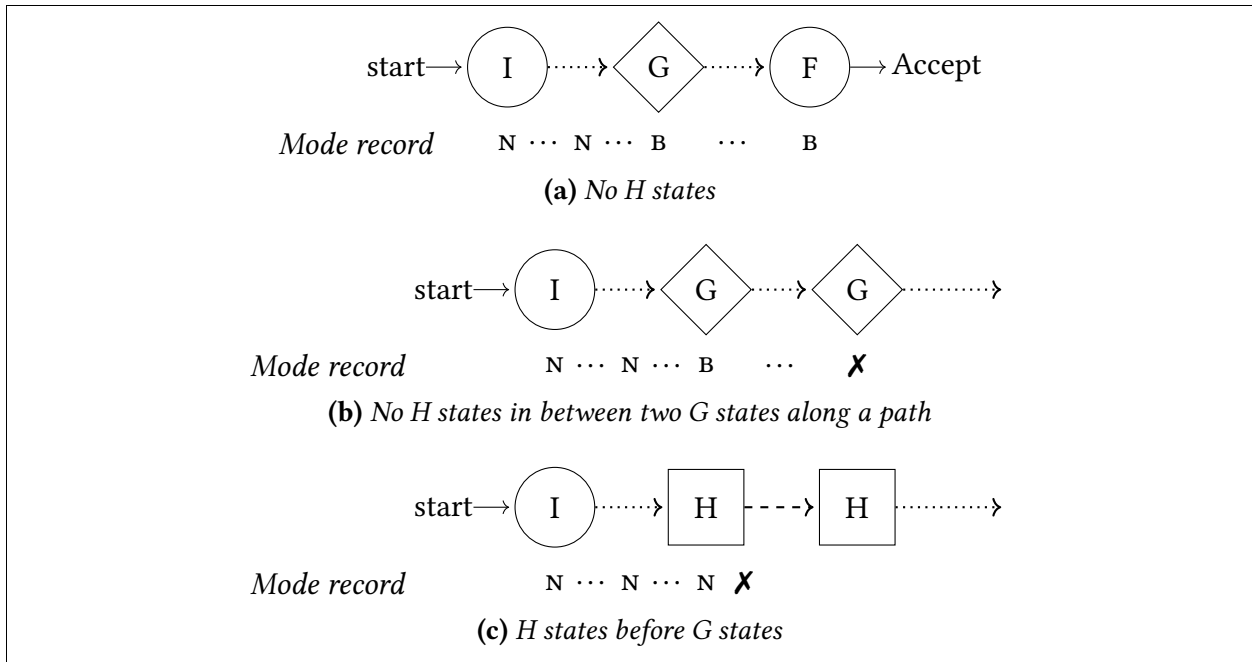 start I G F Accept
Mode record N ··· N ··· B ··· B
(a) No H states
start I G G
Mode record N ··· N ··· B ··· ✗
(b) No H states in between two G states along a path
start I H H
Mode record N ··· N ··· N ✗
(c) H states before G states